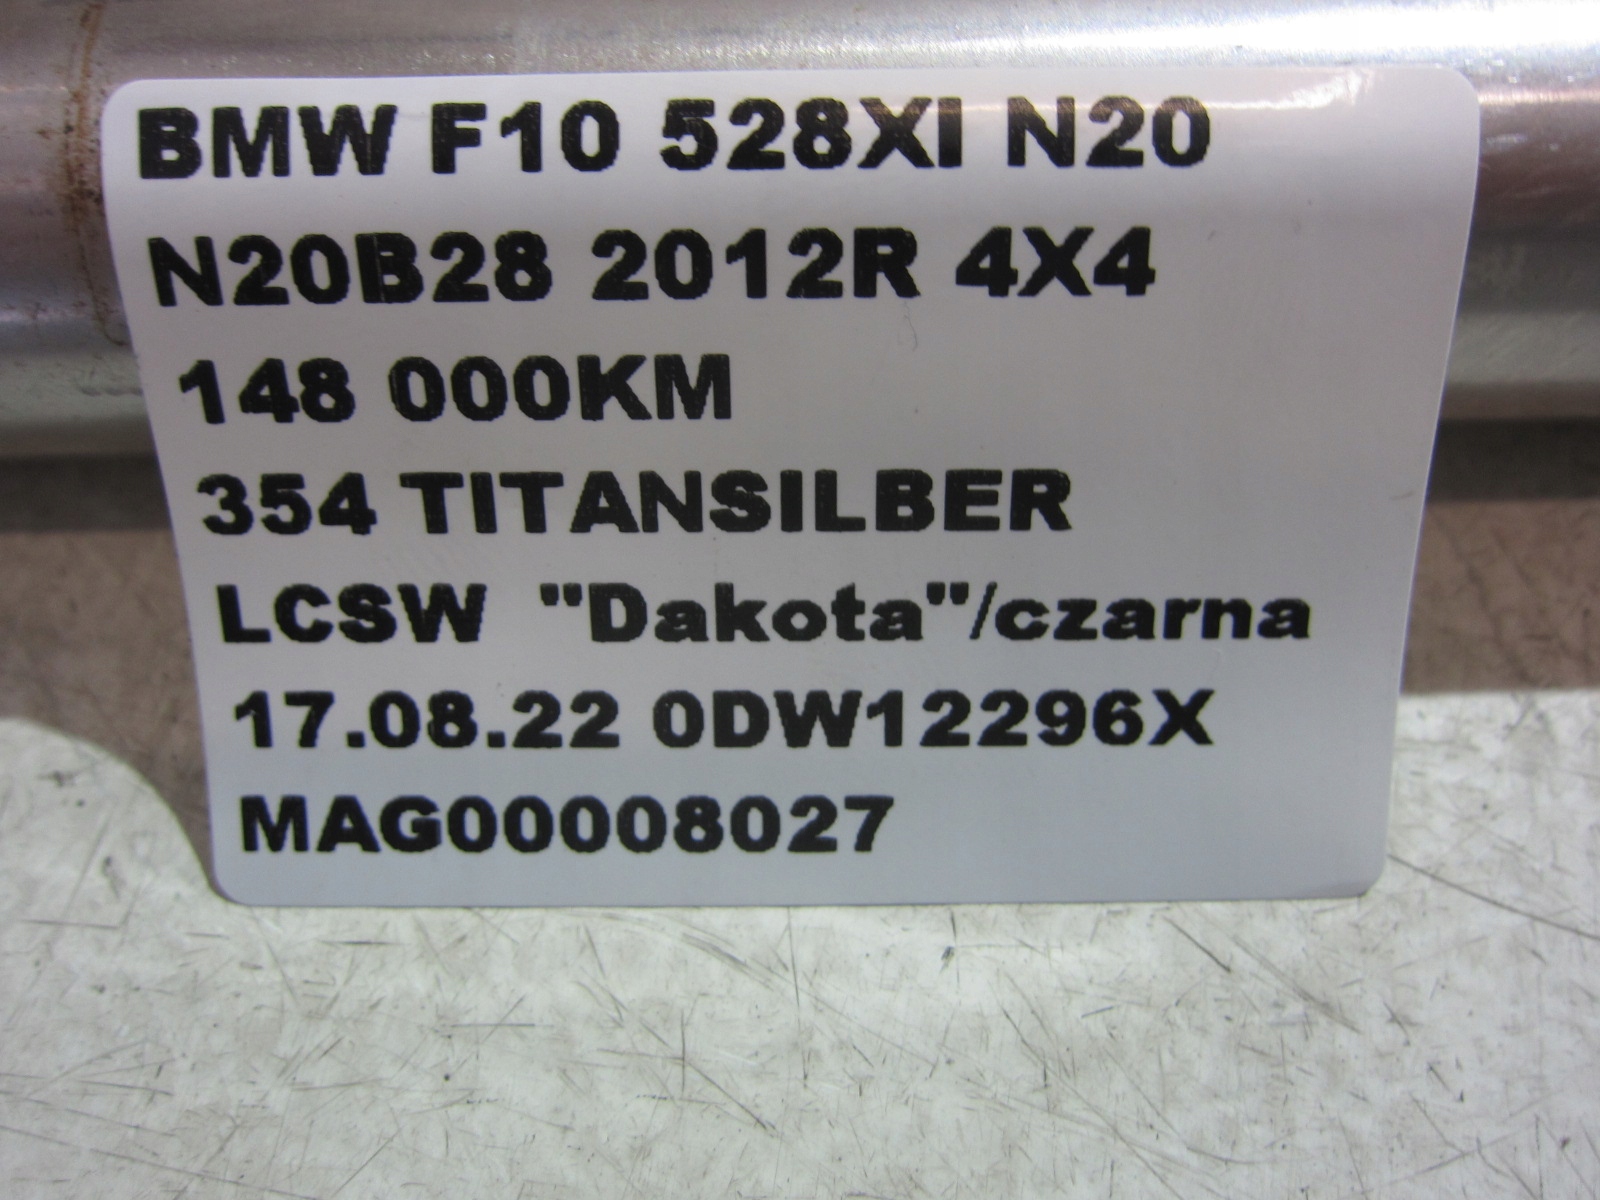 BMW F10 528XI N20
N20B28 2012R 4X4
148 000KM
354 TITANSILBER
LCSW "Dakota"/czarna
17.08.22 0DW12296X
MAG00008027